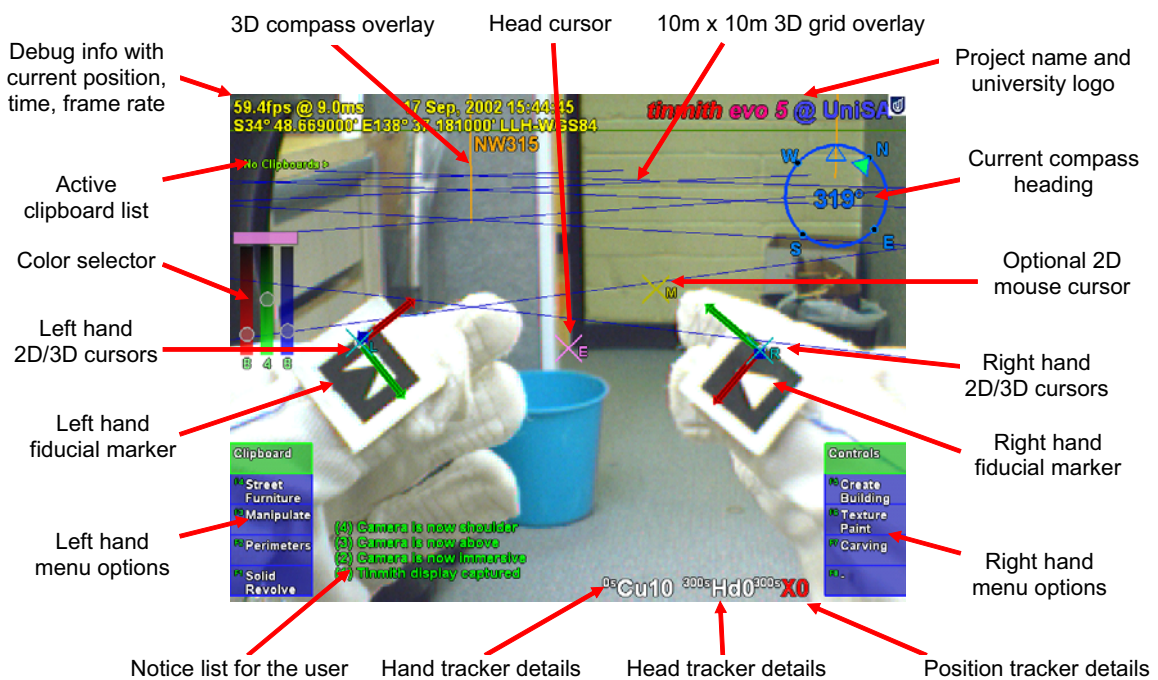 3D compass overlay
Head cursor
10m x 10m 3D grid overlay
Debug info with
current position,
time, frame rate
Project name and
university logo
59.4fps @ 9.0ms 17 Sep, 2002 15:44:45
S34° 48.669000' E138° 37.181000' LLH-WGS84
tinmith evo 5 @ UniSA
NW315
No Clipboards
W
N
319°
S
E
Active
clipboard list
Current compass
heading
Color selector
Optional 2D
mouse cursor
M
Left hand
2D/3D cursors
L
E
R
8 4 8
Right hand
2D/3D cursors
Left hand
fiducial marker
Right hand
fiducial marker
Clipboard
Street
Furniture
Manipulate
Perimeters
Solid
Revolve
Controls
Create
Building
Texture
Paint
Carving
-
Left hand
menu options
Right hand
menu options
(4) Camera is now shoulder
(3) Camera is now above
(2) Camera is now immersive
Tinmith display captured
0s Cu10 300s Hd0 300s X0
Notice list for the user
Hand tracker details
Head tracker details
Position tracker details